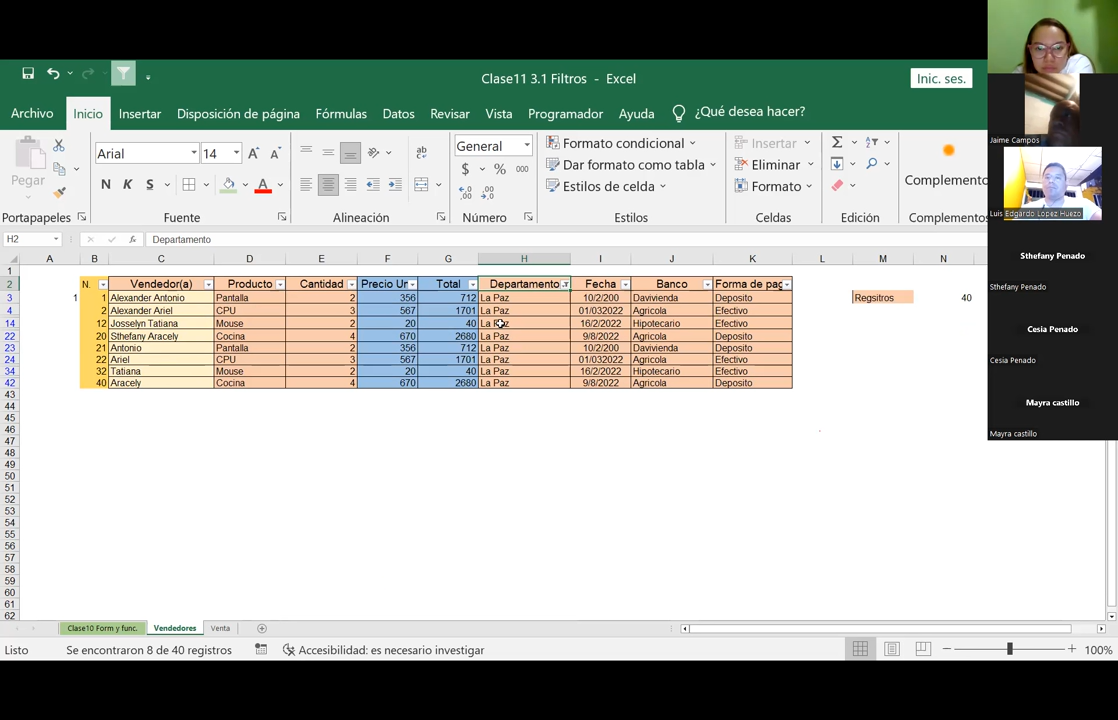 Clase11 3.1 Filtros - Excel
Inic. ses.
Archivo Inicio Insertar Disposición de página Fórmulas Datos Revisar Vista Programador Ayuda ¿Qué desea hacer?
Pegar
Arial 14
N K S
General
$ % 000
Formato condicional
Dar formato como tabla
Estilos de celda
Insertar
Eliminar
Formato
Complemento
Portapapeles Fuente Alineación Número Estilos Celdas Edición Complementos
H2 fx Departamento
A B C D E F G H I J K L M N
1
2 N. Vendedor(a) Producto Cantidad Precio Un Total Departamento Fecha Banco Forma de pag
3 1 1 Alexander Antonio Pantalla 2 356 712 La Paz 10/2/200 Davivienda Deposito Regsitros 40
4 2 Alexander Ariel CPU 3 567 1701 La Paz 01/032022 Agricola Efectivo
14 12 Josselyn Tatiana Mouse 2 20 40 La Paz 16/2/2022 Hipotecario Efectivo
22 20 Sthefany Aracely Cocina 4 670 2680 La Paz 9/8/2022 Agricola Deposito
23 21 Antonio Pantalla 2 356 712 La Paz 10/2/200 Davivienda Deposito
24 22 Ariel CPU 3 567 1701 La Paz 01/032022 Agricola Efectivo
34 32 Tatiana Mouse 2 20 40 La Paz 16/2/2022 Hipotecario Efectivo
42 40 Aracely Cocina 4 670 2680 La Paz 9/8/2022 Agricola Deposito
43
44
45
46
47
48
49
50
51
52
53
54
55
56
57
58
59
60
61
62
Clase10 Form y func. Vendedores Venta
Listo Se encontraron 8 de 40 registros Accesibilidad: es necesario investigar 100%
Jaime Campos
Luis Edgardo Lopez Huezo
Sthefany Penado
Sthefany Penado
Cesia Penado
Cesia Penado
Mayra castillo
Mayra castillo